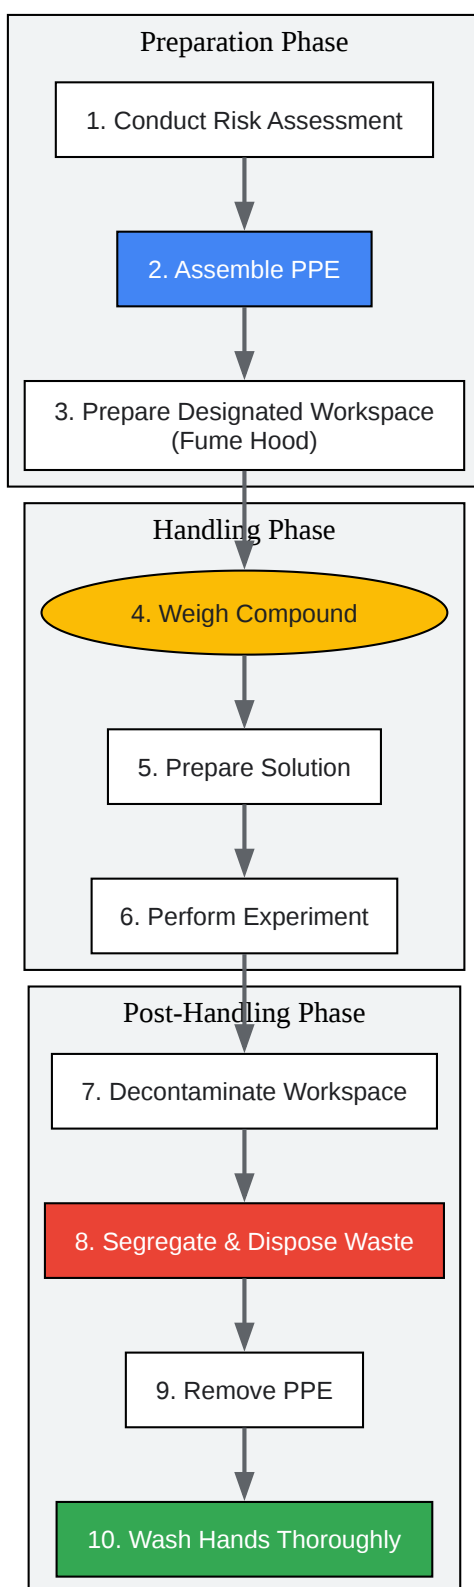 Preparation Phase
1. Conduct Risk Assessment
2. Assemble PPE
3. Prepare Designated Workspace
(Fume Hood)
Handling Phase
4. Weigh Compound
5. Prepare Solution
6. Perform Experiment
Post-Handling Phase
7. Decontaminate Workspace
8. Segregate & Dispose Waste
9. Remove PPE
10. Wash Hands Thoroughly